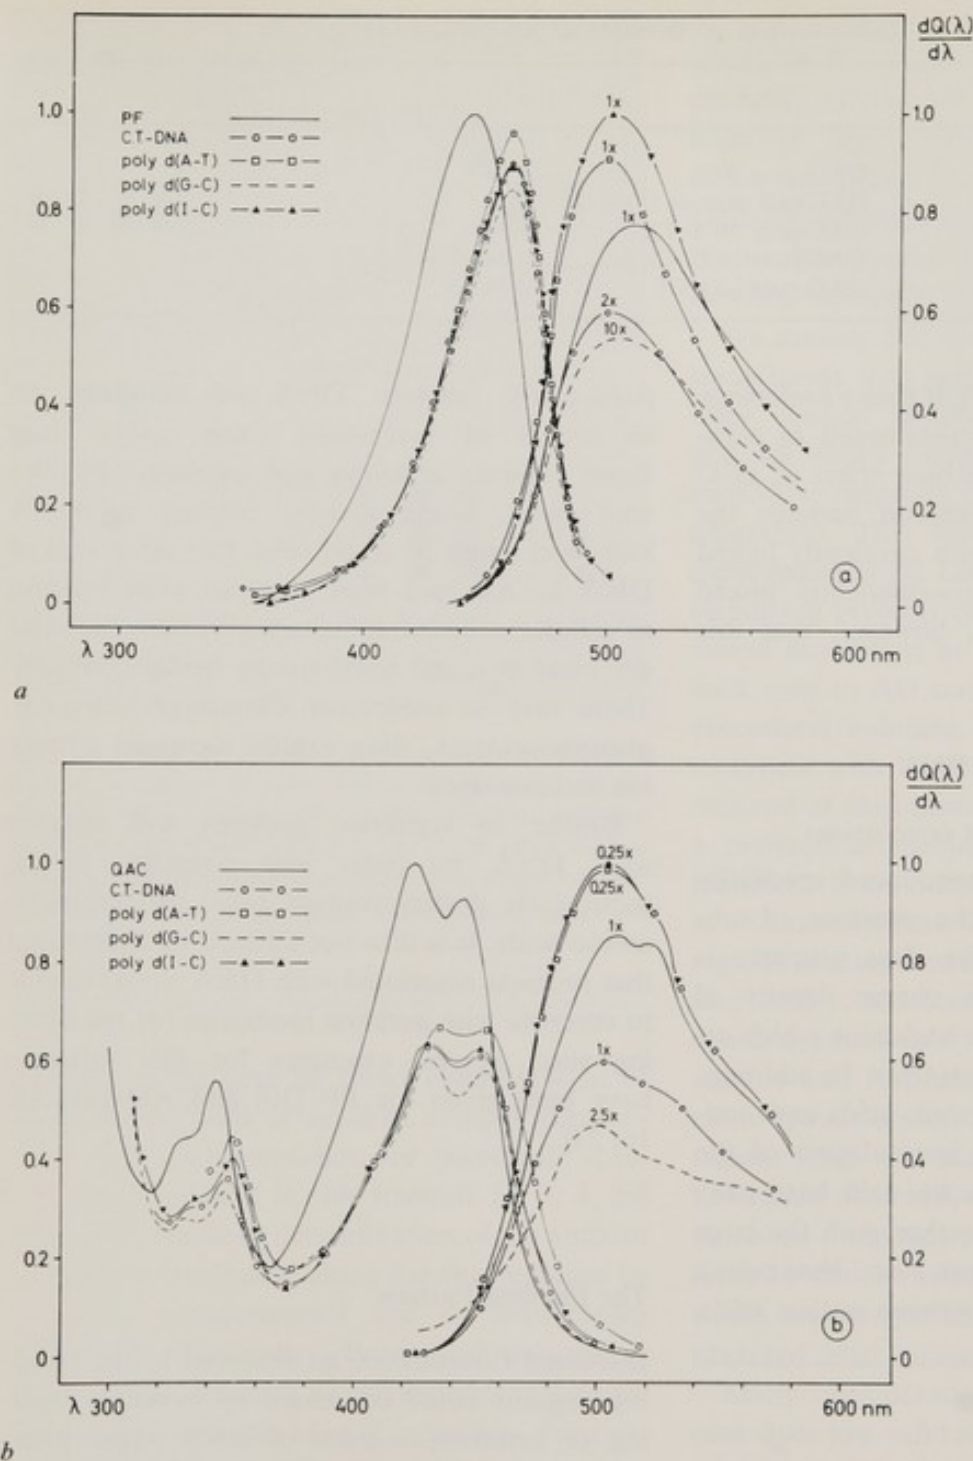 dQ(λ)
dλ
PF
CT-DNA
poly d(A-T)
poly d(G-C)
poly d(I-C)
1.0
0.8
0.6
0.4
0.2
0
1x
1x
1x
2x
10x
1.0
0.8
0.6
0.4
0.2
0
a
λ 300
400
500
600 nm
a
dQ(λ)
dλ
QAC
CT-DNA
poly d(A-T)
poly d(G-C)
poly d(I-C)
1.0
0.8
0.6
0.4
0.2
0
0.25x
0.25x
1x
1x
2.5x
1.0
0.8
0.6
0.4
0.2
0
b
λ 300
400
500
600 nm
b